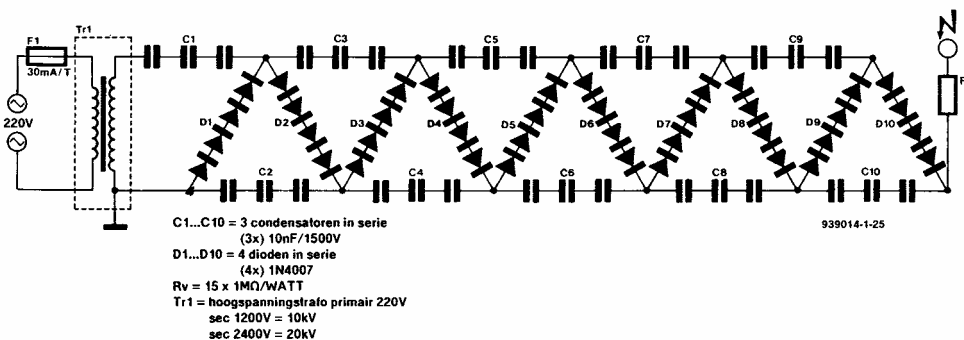 Tr1
F1
30mA/T
220V
C1
C3
C5
C7
C9
R
D1
D2
D3
D4
D5
D6
D7
D8
D9
D10
C2
C4
C6
C8
C10
939014-1-25
C1...C10 = 3 condensatoren in serie
(3x) 10nF/1500V
D1...D10 = 4 dioden in serie
(4x) 1N4007
Rv = 15 x 1MΩ/WATT
Tr1 = hoogspanningstrafo primair 220V
sec 1200V = 10kV
sec 2400V = 20kV